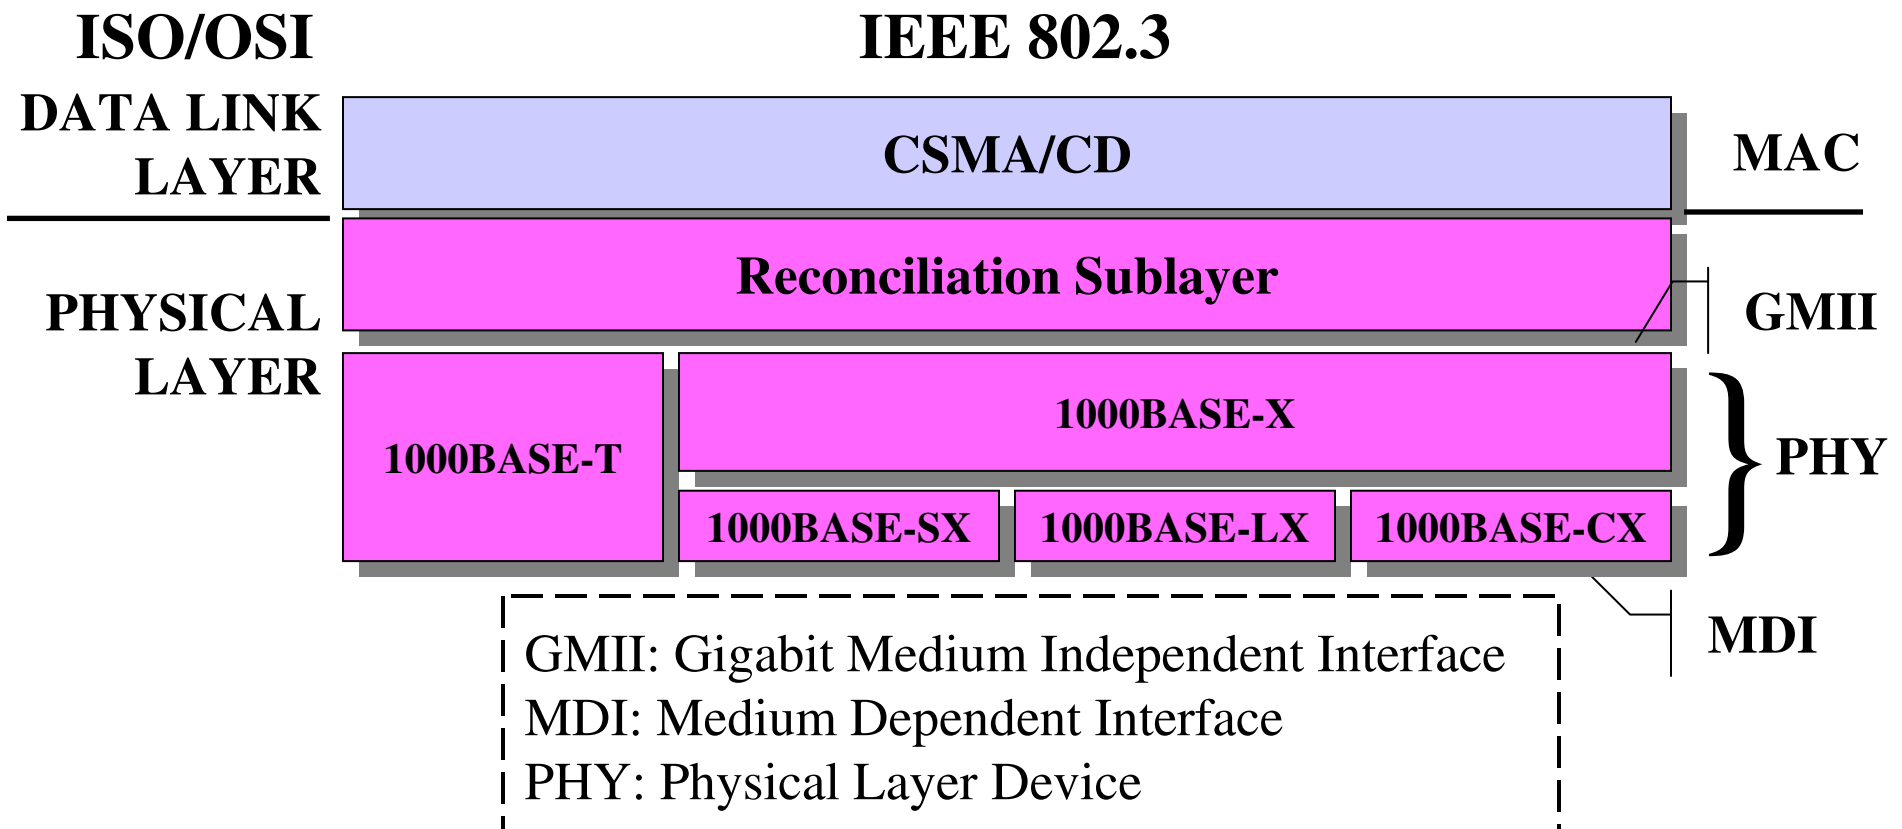 ISO/OSI
IEEE 802.3
DATA LINK
LAYER
CSMA/CD
MAC
Reconciliation Sublayer
PHYSICAL
LAYER
GMII
1000BASE-T
1000BASE-X
PHY
1000BASE-SX
1000BASE-LX
1000BASE-CX
MDI
GMII: Gigabit Medium Independent Interface
MDI: Medium Dependent Interface
PHY: Physical Layer Device